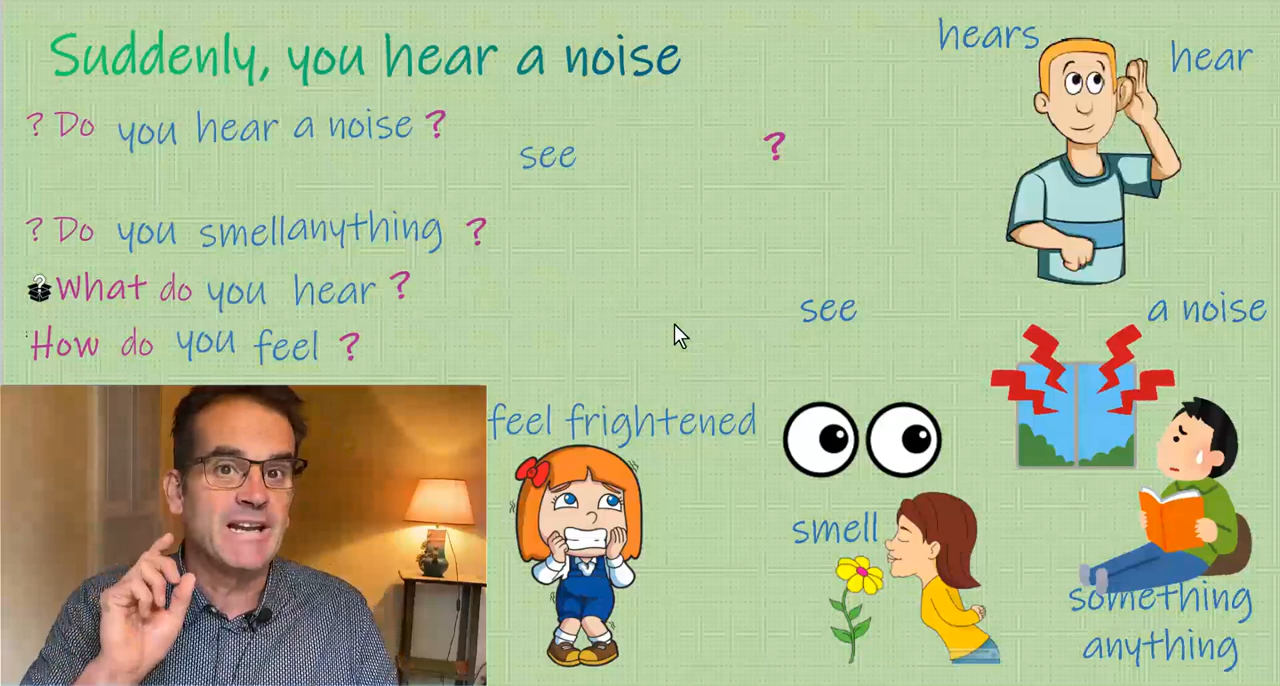 Suddenly, you hear a noise
hears
hear
? Do you hear a noise ?
see
?
? Do you smellanything ?
What do you hear ?
How do you feel ?
see
a noise
feel frightened
smell
something
anything